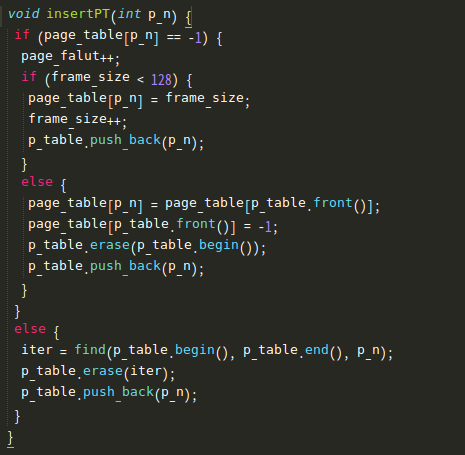 void insertPT(int p_n) {
if (page_table[p_n] == -1) {
page_falut++;
if (frame_size < 128) {
page_table[p_n] = frame_size;
frame_size++;
p_table.push_back(p_n);
}
else {
page_table[p_n] = page_table[p_table.front()];
page_table[p_table.front()] = -1;
p_table.erase(p_table.begin());
p_table.push_back(p_n);
}
}
else {
iter = find(p_table.begin(), p_table.end(), p_n);
p_table.erase(iter);
p_table.push_back(p_n);
}
}